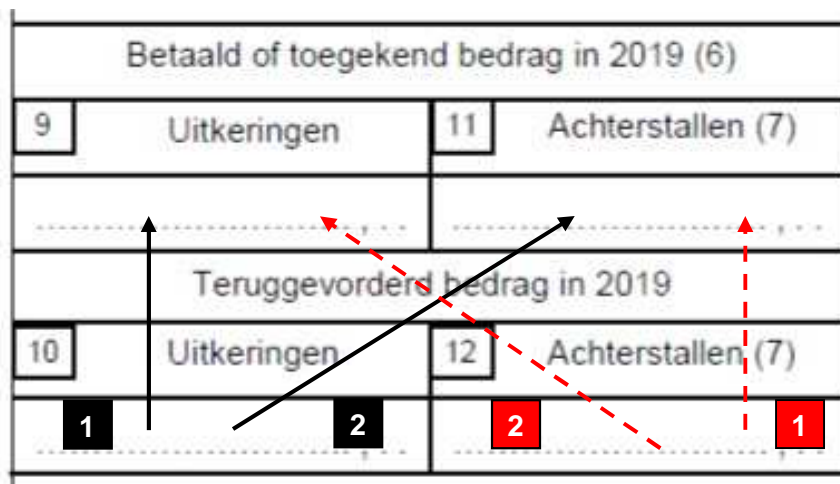 Betaald of toegekend bedrag in 2019 (6)
9 Uitkeringen 11 Achterstallen (7)
Teruggevorderd bedrag in 2019
10 Uitkeringen 12 Achterstallen (7)
1 2 2 1